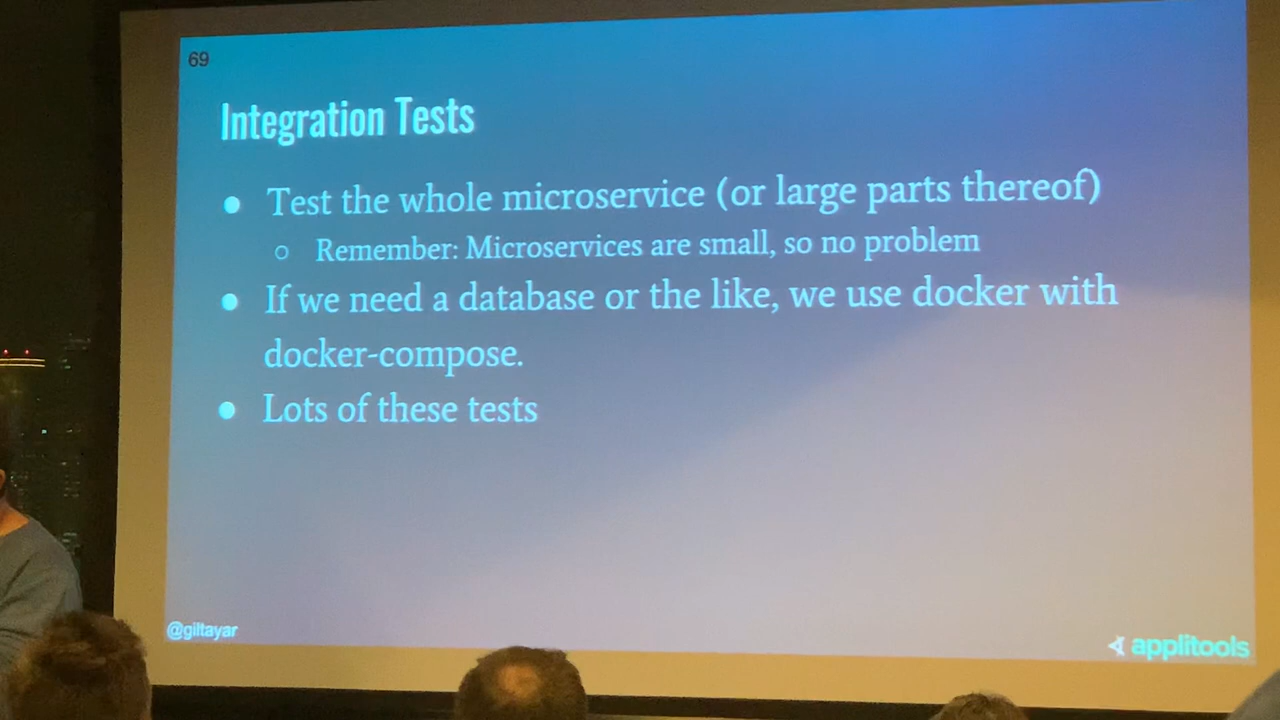 69
Integration Tests
● Test the whole microservice (or large parts thereof)
○ Remember: Microservices are small, so no problem
● If we need a database or the like, we use docker with
docker-compose.
● Lots of these tests
@giltayar
applitools